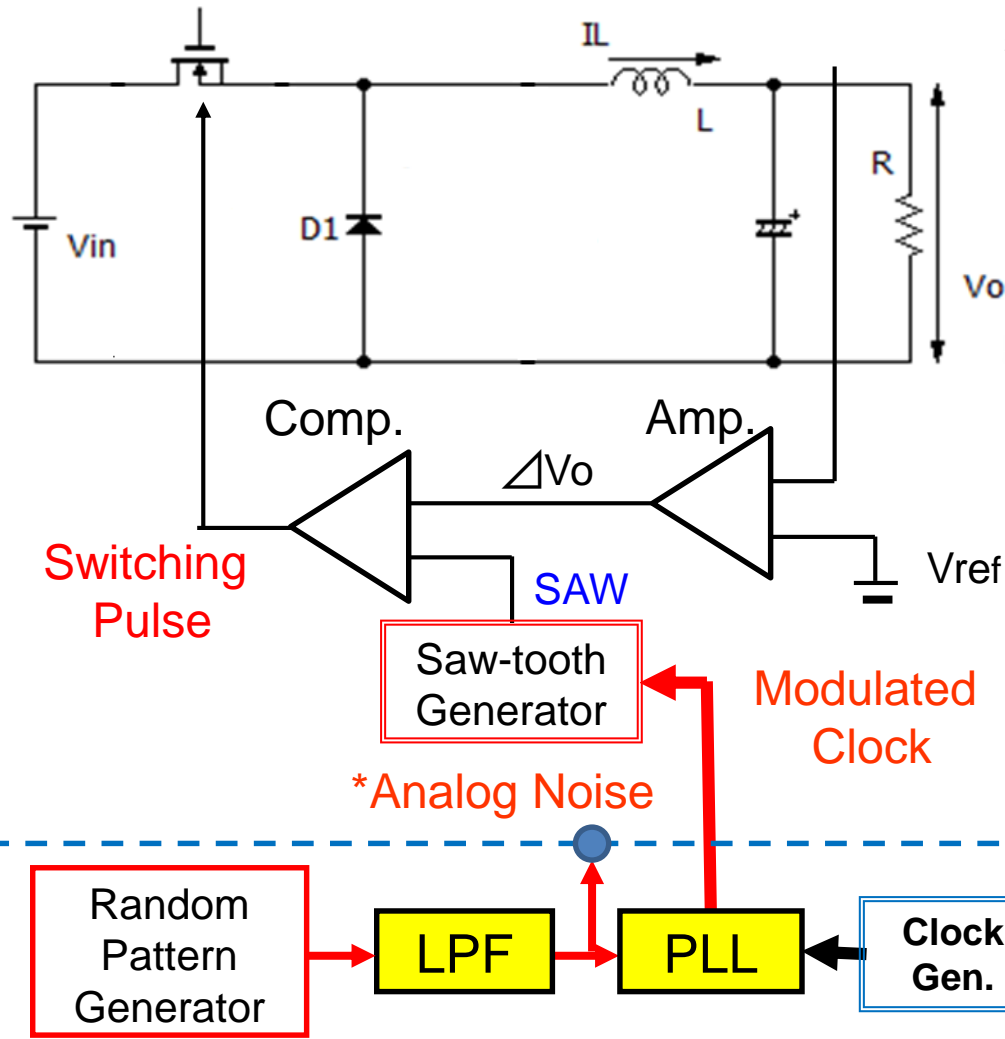 IL
L
R
Vin
D1
+
Vo
Comp.
Amp.
⊿Vo
Switching
Pulse
SAW
Vref
Saw-tooth
Generator
Modulated
Clock
*Analog Noise
Random
Pattern
Generator
LPF
PLL
Clock
Gen.